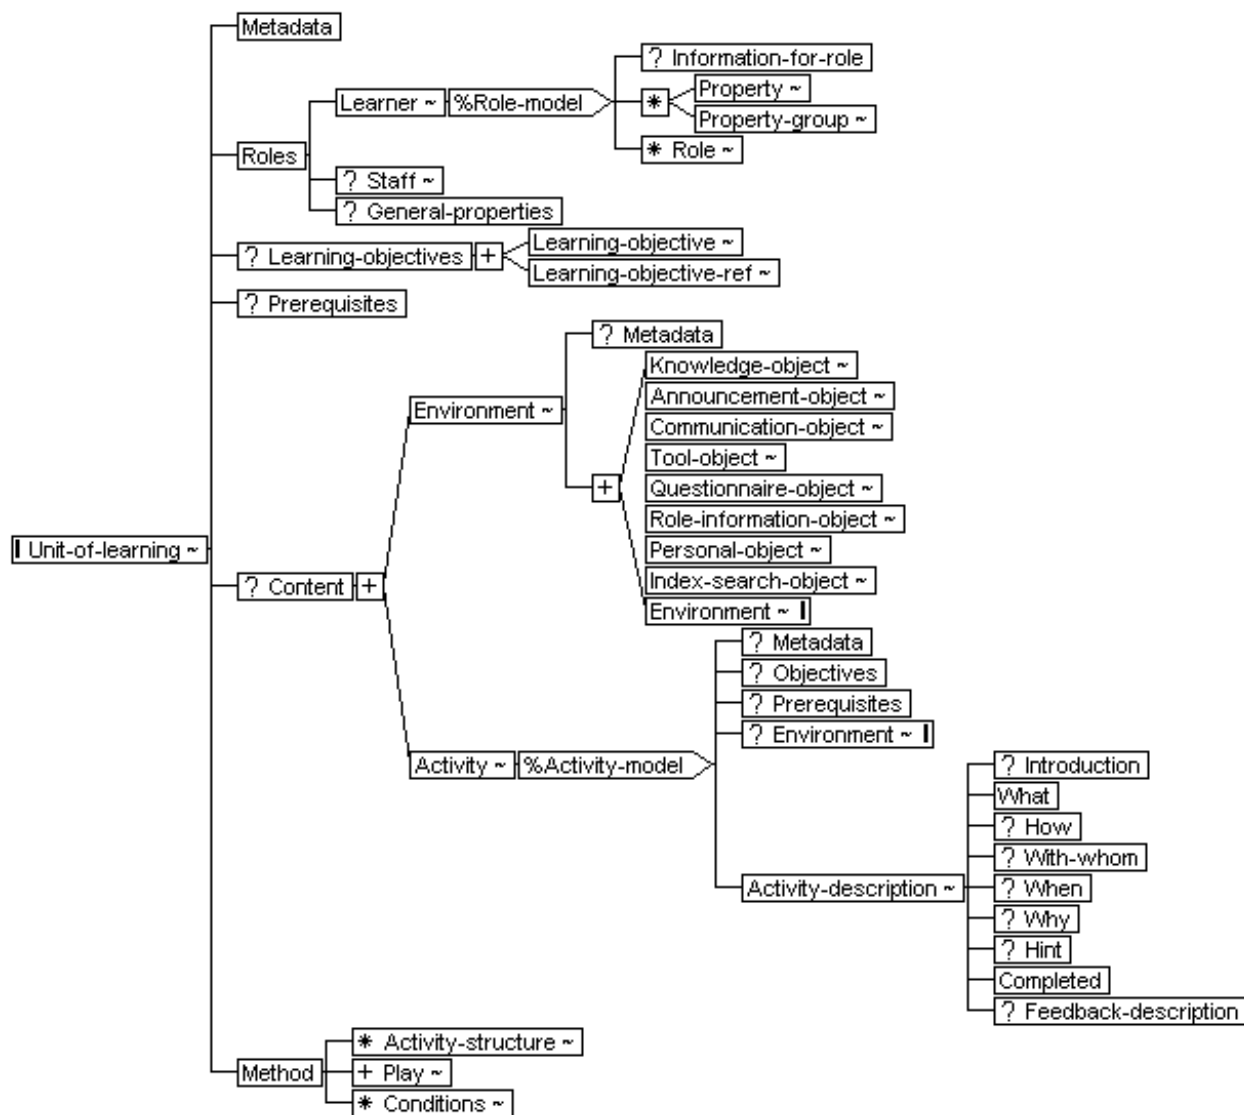 Metadata
? Information-for-role
Property ~
Learner ~ %Role-model *
Property-group ~
Roles
* Role ~
? Staff ~
? General-properties
Learning-objective ~
? Learning-objectives +
Learning-objective-ref ~
? Prerequisites
? Metadata
Knowledge-object ~
Announcement-object ~
Environment ~
Communication-object ~
Tool-object ~
+ Questionnaire-object ~
Role-information-object ~
Unit-of-learning ~
Personal-object ~
? Content +
Index-search-object ~
Environment ~
? Metadata
? Objectives
? Prerequisites
? Environment ~
Activity ~ %Activity-model
? Introduction
What
? How
? With-whom
Activity-description ~
? When
? Why
? Hint
Completed
? Feedback-description
* Activity-structure ~
Method
+ Play ~
* Conditions ~